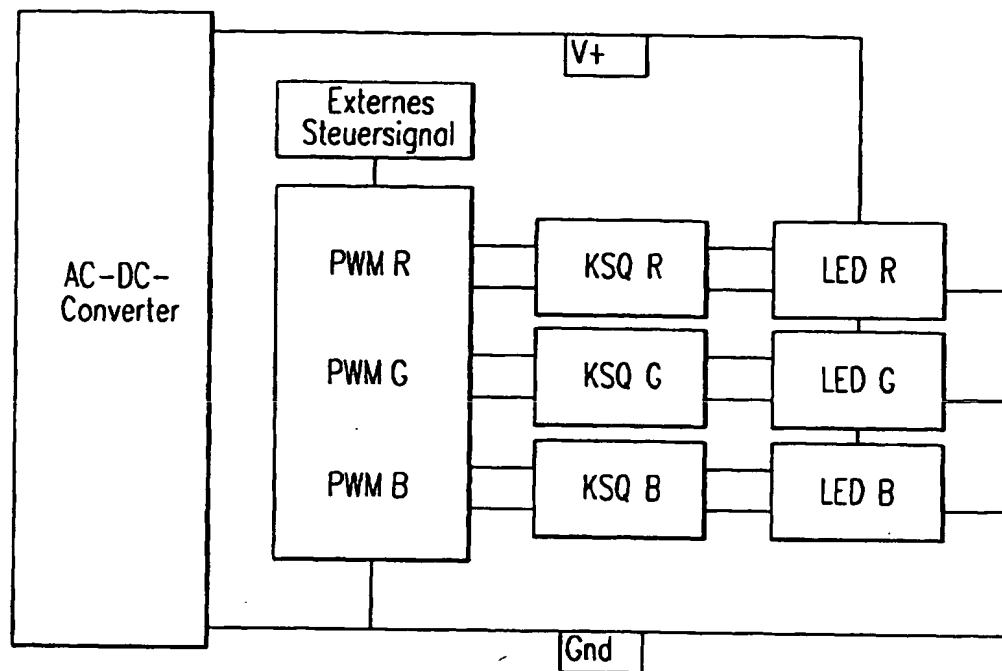 V+
Externes
Steuersignal
AC-DC-
Converter
PWM R
KSQ R
LED R
PWM G
KSQ G
LED G
PWM B
KSQ B
LED B
Gnd